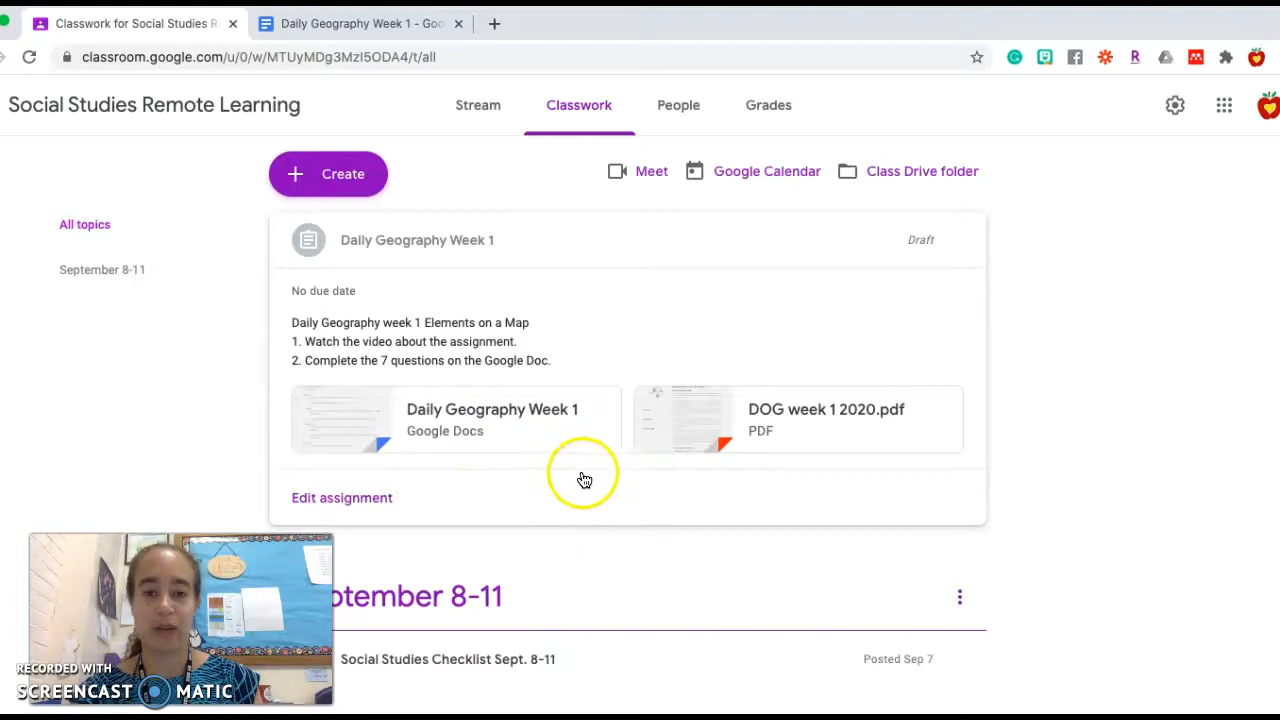 Classwork for Social Studies R
Daily Geography Week 1 - Goo
classroom.google.com/u/0/w/MTUyMDg3MzI5ODA4/t/all
Social Studies Remote Learning
Stream
Classwork
People
Grades
Create
Meet
Google Calendar
Class Drive folder
All topics
September 8-11
Daily Geography Week 1
Draft
No due date
Daily Geography week 1 Elements on a Map
1. Watch the video about the assignment.
2. Complete the 7 questions on the Google Doc.
Daily Geography Week 1
Google Docs
DOG week 1 2020.pdf
PDF
Edit assignment
ptember 8-11
Social Studies Checklist Sept. 8-11
Posted Sep 7
RECORDED WITH
SCREENCAST MATIC